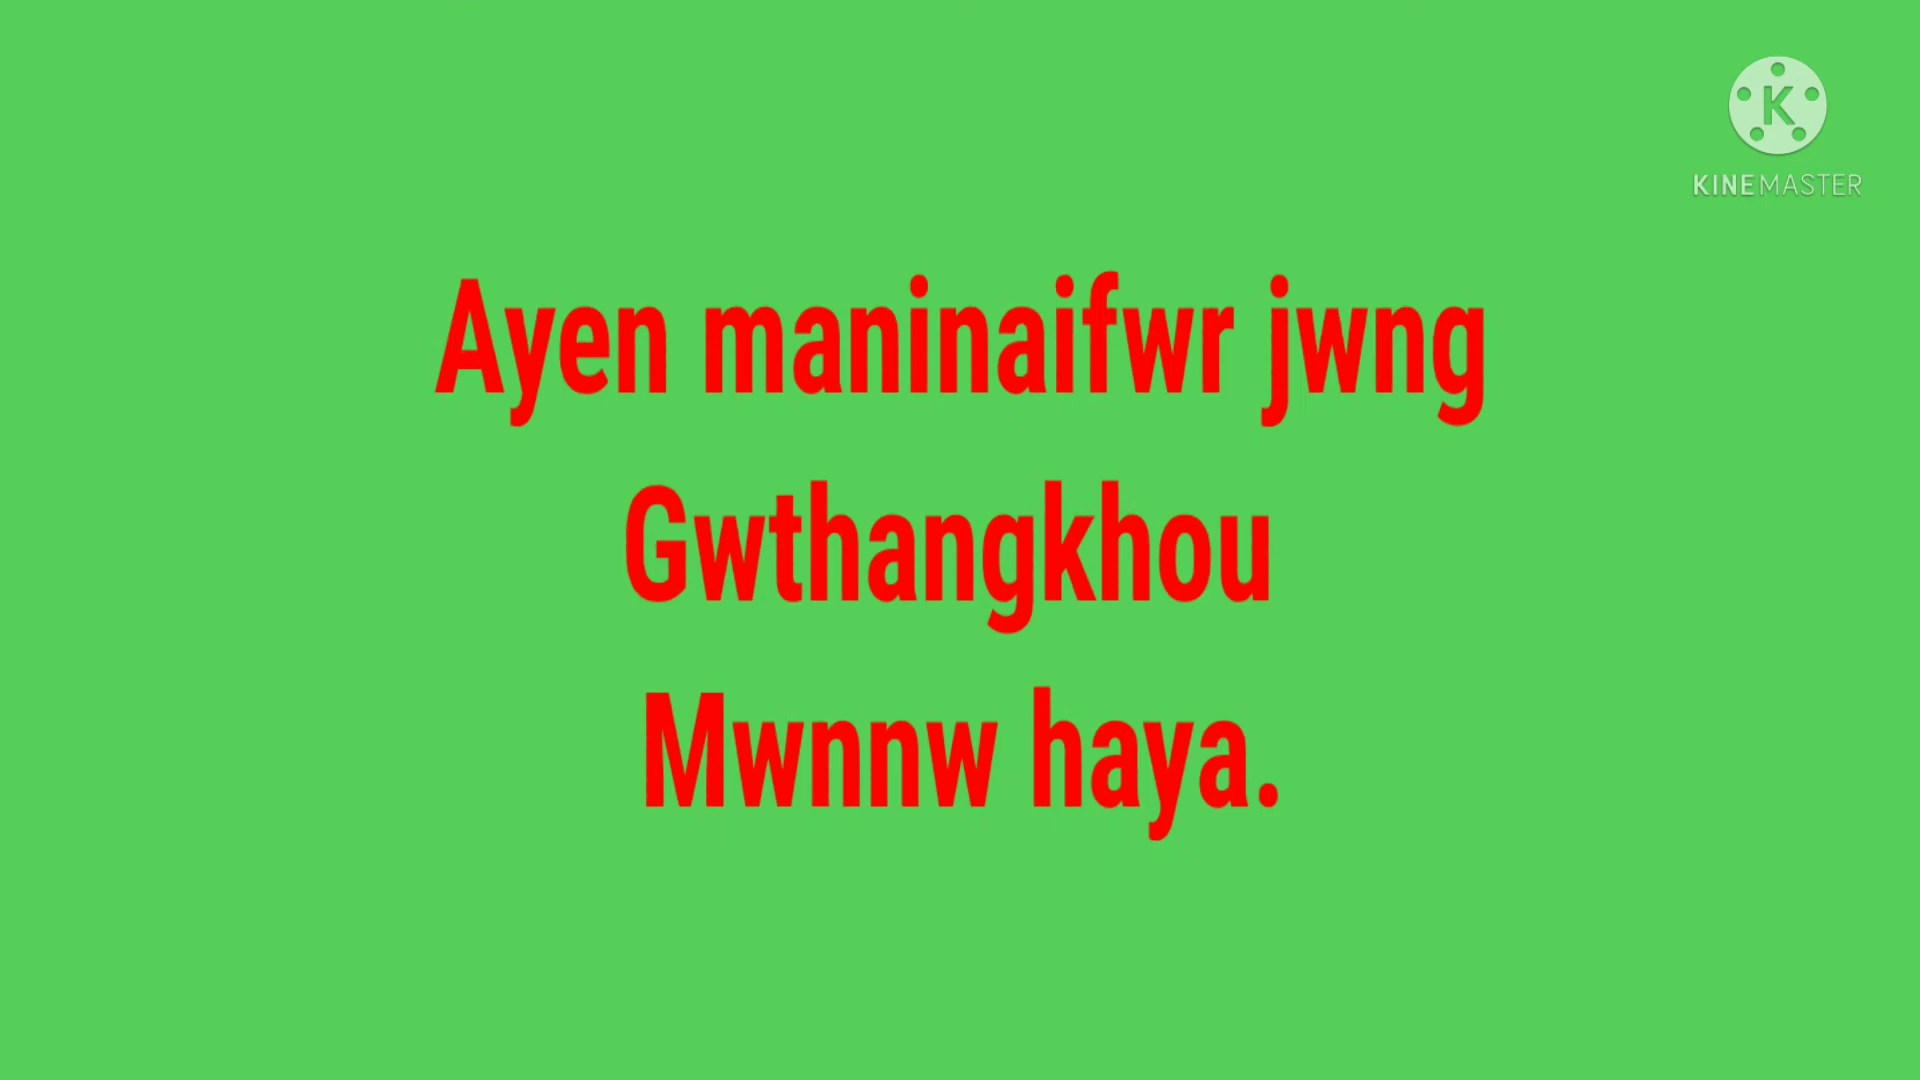 K
KINEMASTER
Ayen maninaifwr jwng
Gwthangkhou
Mwnnw haya.